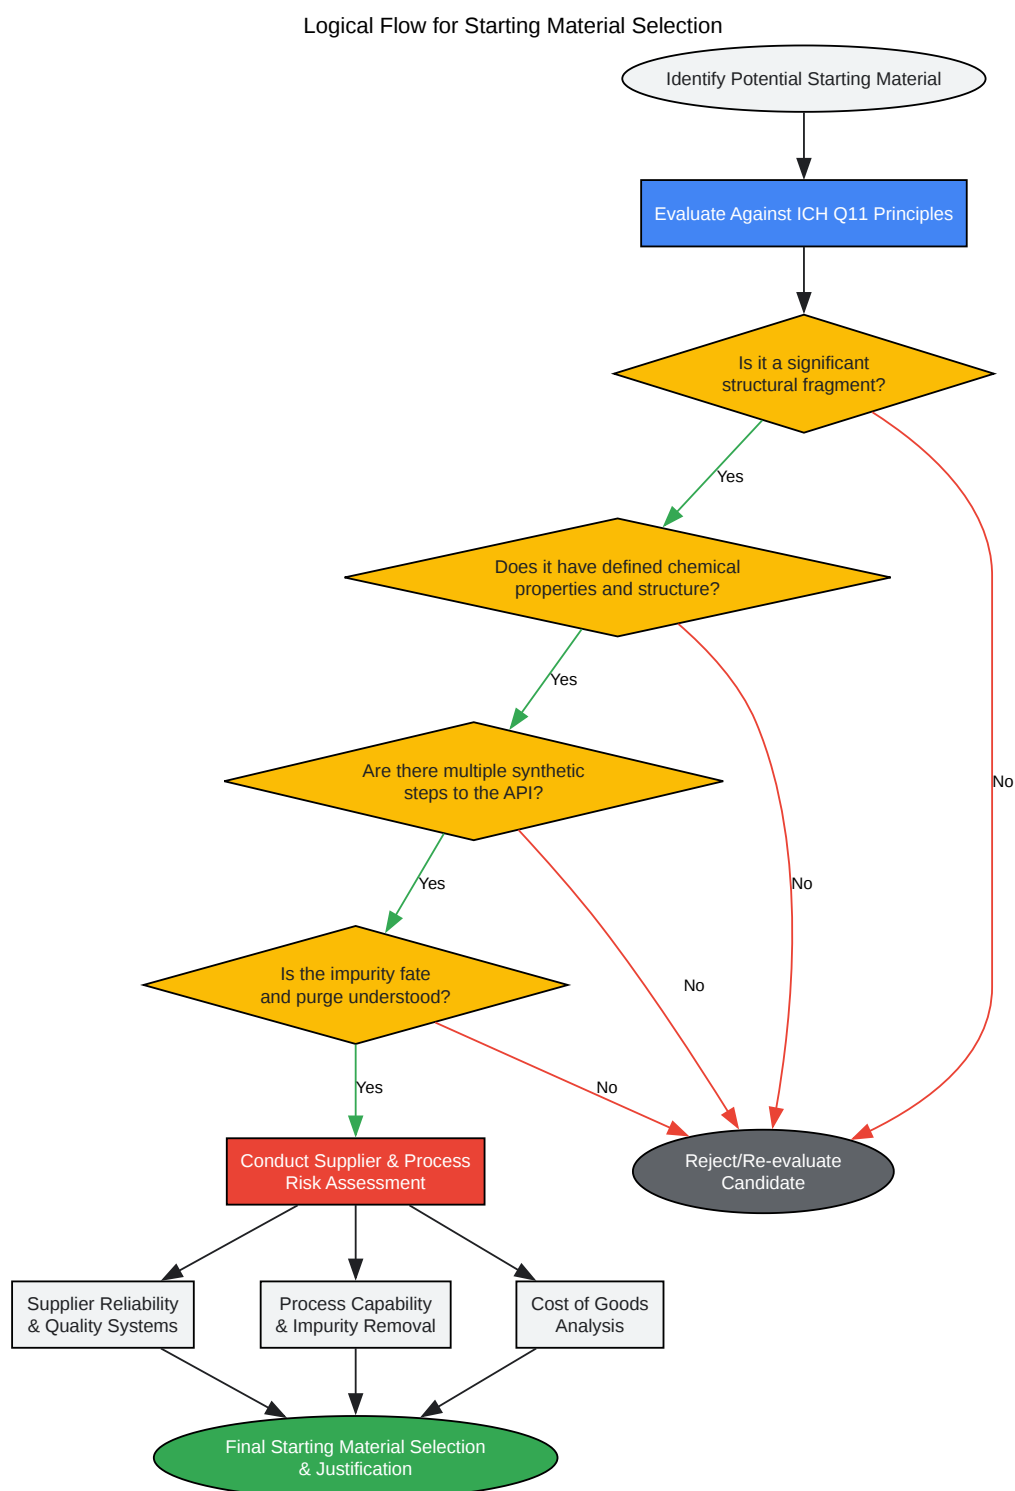 Logical Flow for Starting Material Selection
Identify Potential Starting Material
Evaluate Against ICH Q11 Principles
Is it a significant
structural fragment?
Yes
Does it have defined chemical
properties and structure?
Yes
Are there multiple synthetic
steps to the API?
No
Yes
No
Is the impurity fate
and purge understood?
No
Yes
No
Conduct Supplier & Process
Risk Assessment
Reject/Re-evaluate
Candidate
Supplier Reliability
& Quality Systems
Process Capability
& Impurity Removal
Cost of Goods
Analysis
Final Starting Material Selection
& Justification